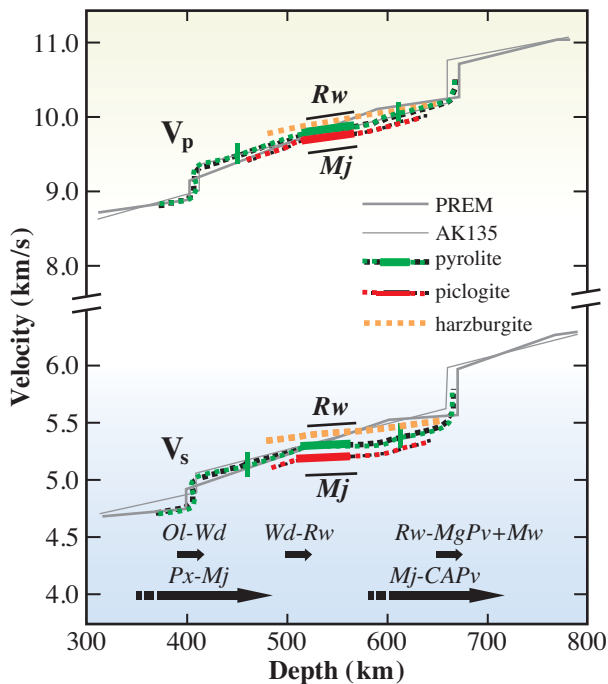 11.0
10.0
9.0
8.0
6.0
5.5
5.0
4.5
4.0
Velocity (km/s)
Rw
Vp
Mj
PREM
AK135
pyrolite
piclogite
harzburgite
Rw
Vs
Mj
Ol-Wd
Wd-Rw
Rw-MgPv+Mw
Px-Mj
Mj-CAPv
300
400
500
600
700
800
Depth (km)